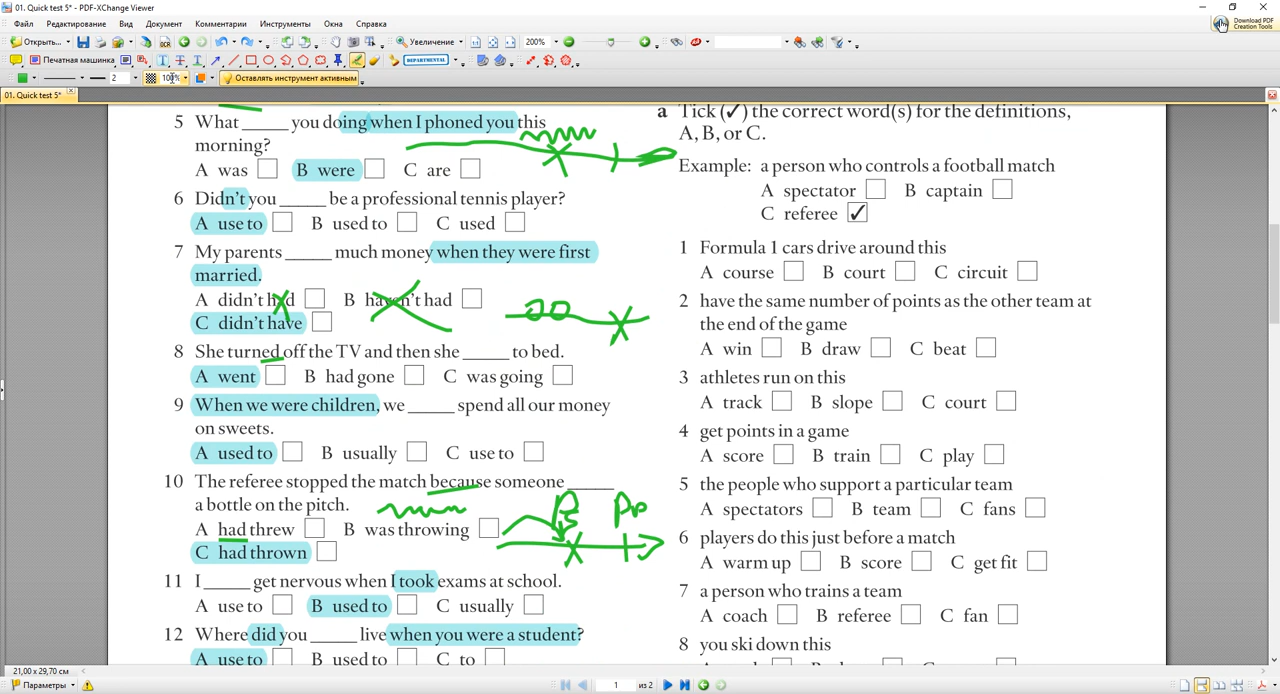 01. Quick test 5* - PDF-XChange Viewer
Файл Редактирование Вид Документ Комментарии Инструменты Окна Справка
Открыть... OCR Увеличение 200%
Download PDF Creation Tools
Печатная машинка DEPARTMENTAL
2 100% Оставлять инструмент активным
01. Quick test 5*
5 What _____ you doing when I phoned you this
morning?
A was B were C are
6 Didn't you _____ be a professional tennis player?
A use to B used to C used
7 My parents _____ much money when they were first
married.
A didn't had B haven't had
C didn't have
8 She turned off the TV and then she _____ to bed.
A went B had gone C was going
9 When we were children, we _____ spend all our money
on sweets.
A used to B usually C use to
10 The referee stopped the match because someone _____
a bottle on the pitch.
A had threw B was throwing
C had thrown
11 I _____ get nervous when I took exams at school.
A use to B used to C usually
12 Where did you _____ live when you were a student?
A use to B used to C to
a Tick (✓) the correct word(s) for the definitions,
A, B, or C.
Example: a person who controls a football match
A spectator B captain
C referee ✓
1 Formula 1 cars drive around this
A course B court C circuit
2 have the same number of points as the other team at
the end of the game
A win B draw C beat
3 athletes run on this
A track B slope C court
4 get points in a game
A score B train C play
5 the people who support a particular team
A spectators B team C fans
6 players do this just before a match
A warm up B score C get fit
7 a person who trains a team
A coach B referee C fan
8 you ski down this
21,00 x 29,70 см
Параметры 1 из 2